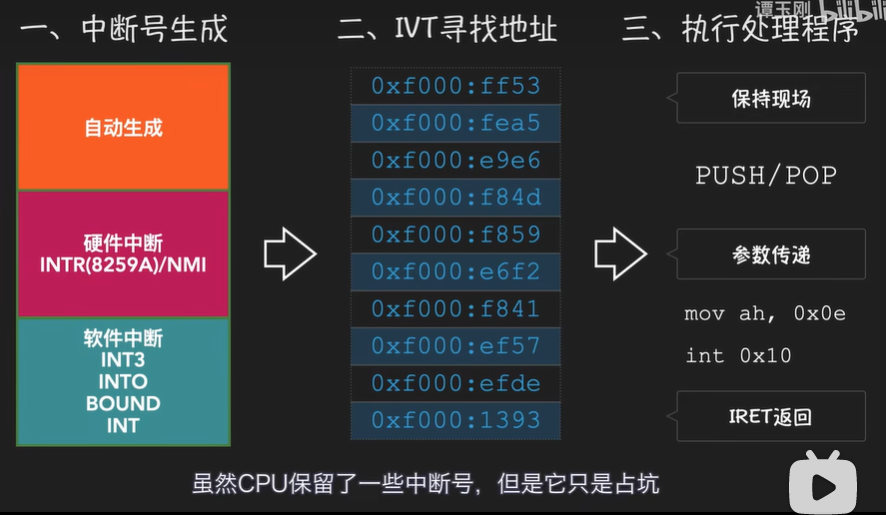 谭玉刚 bilibili
一、中断号生成
二、IVT寻找地址
三、执行处理程序
自动生成
硬件中断
INTR(8259A)/NMI
软件中断
INT3
INTO
BOUND
INT
0xf000:ff53
0xf000:fea5
0xf000:e9e6
0xf000:f84d
0xf000:f859
0xf000:e6f2
0xf000:f841
0xf000:ef57
0xf000:efde
0xf000:1393
保持现场
PUSH/POP
参数传递
mov ah, 0x0e
int 0x10
IRET返回
虽然CPU保留了一些中断号，但是它只是占坑